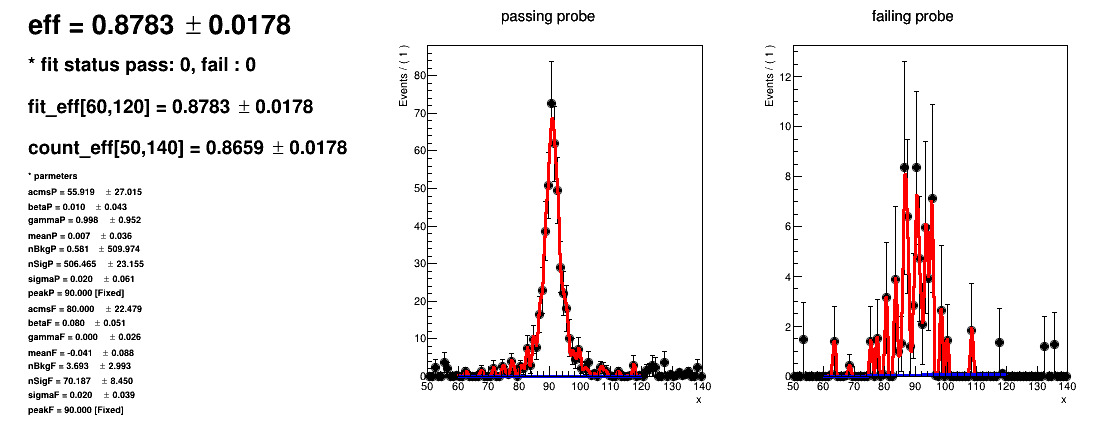 eff = 0.8783 ± 0.0178
* fit status pass: 0, fail : 0
fit_eff[60,120] = 0.8783 ± 0.0178
count_eff[50,140] = 0.8659 ± 0.0178
* parmeters
acmsP = 55.919 ± 27.015
betaP = 0.010 ± 0.043
gammaP = 0.998 ± 0.952
meanP = 0.007 ± 0.036
nBkgP = 0.581 ± 509.974
nSigP = 506.465 ± 23.155
sigmaP = 0.020 ± 0.061
peakP = 90.000 [Fixed]
acmsF = 80.000 ± 22.479
betaF = 0.080 ± 0.051
gammaF = 0.000 ± 0.026
meanF = -0.041 ± 0.088
nBkgF = 3.693 ± 2.993
nSigF = 70.187 ± 8.450
sigmaF = 0.020 ± 0.039
peakF = 90.000 [Fixed]
passing probe
Events / ( 1 )
80
70
60
50
40
30
20
10
0
50 60 70 80 90 100 110 120 130 140
x
failing probe
Events / ( 1 )
12
10
8
6
4
2
0
50 60 70 80 90 100 110 120 130 140
x